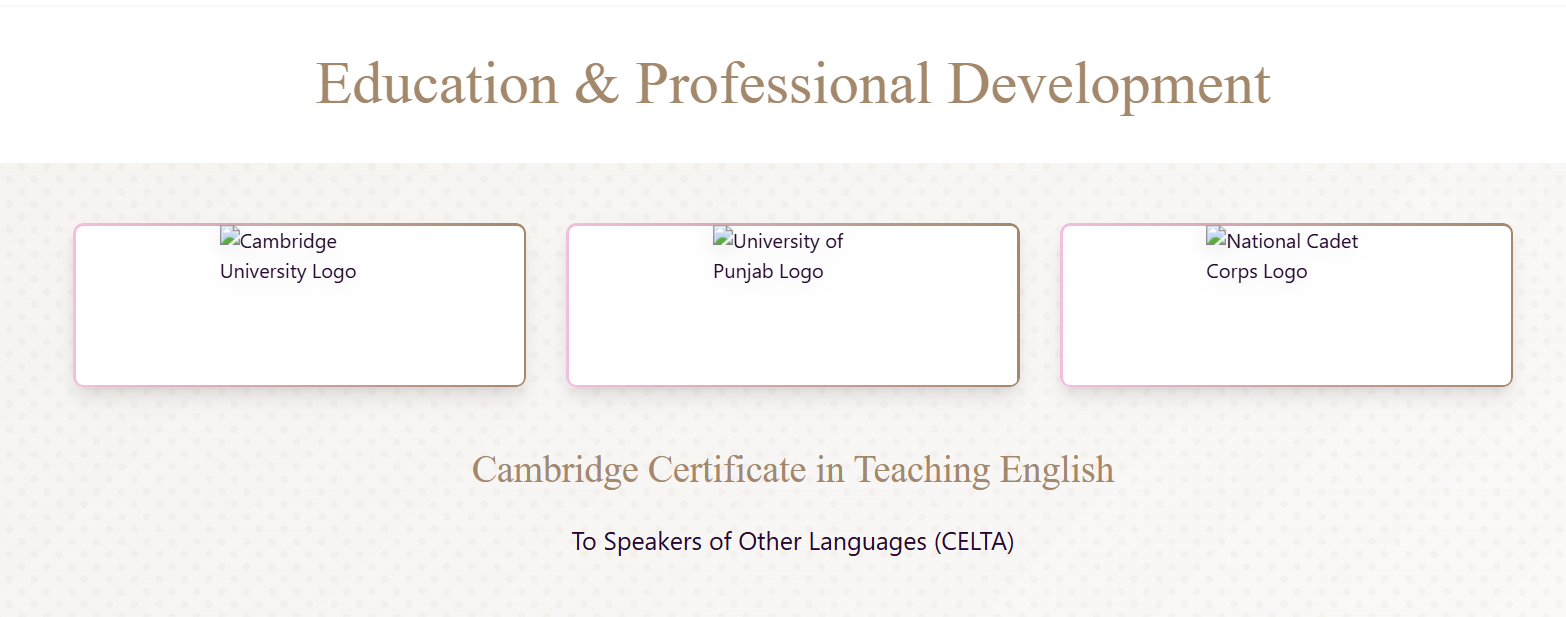 Education & Professional Development
Cambridge
University Logo
University of
Punjab Logo
National Cadet
Corps Logo
Cambridge Certificate in Teaching English
To Speakers of Other Languages (CELTA)